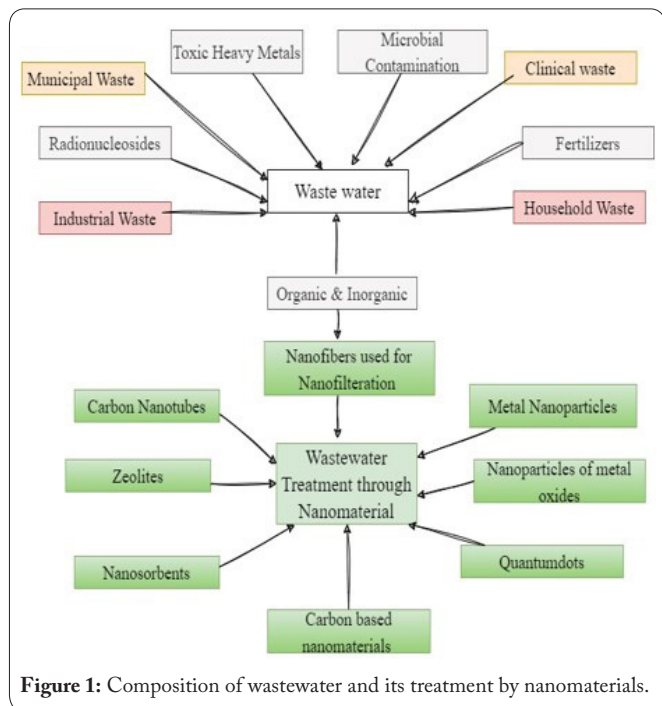 Toxic Heavy Metals
Microbial
Contamination
Municipal Waste
Clinical waste
Radionucleosides
Fertilizers
Waste water
Industrial Waste
Household Waste
Organic & Inorganic
Nanofibers used for
Nanofilteration
Carbon Nanotubes
Metal Nanoparticles
Wastewater
Treatment through
Nanomaterial
Zeolites
Nanoparticles of metal
oxides
Nanosorbents
Quantumdots
Carbon based
nanomaterials
Figure 1: Composition of wastewater and its treatment by nanomaterials.